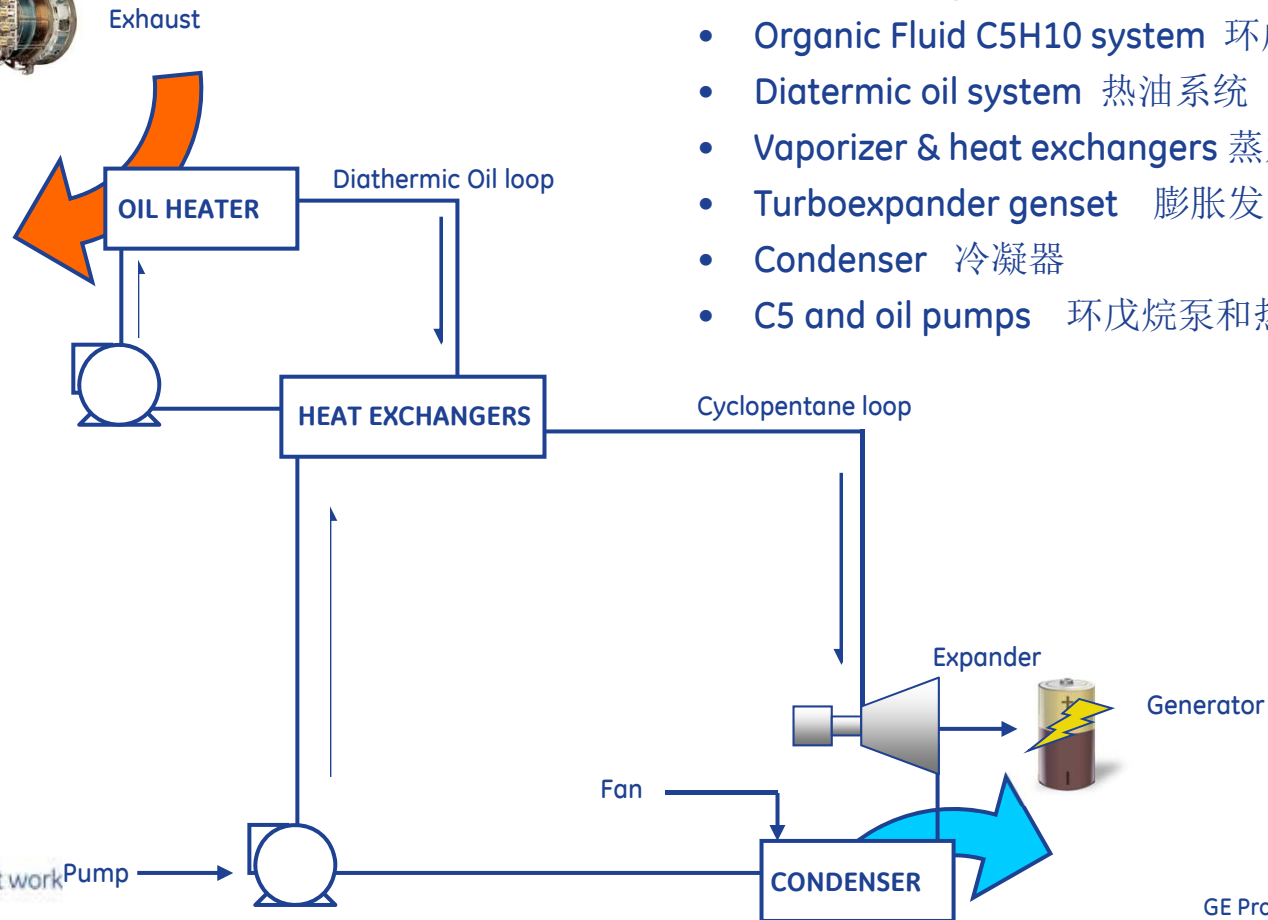 Exhaust
• Organic Fluid C5H10 system 环
• Diatermic oil system 热油系统
• Vaporizer & heat exchangers 蒸
• Turboexpander genset 膨胀发
• Condenser 冷凝器
• C5 and oil pumps 环戊烷泵和热
Diathermic Oil loop
OIL HEATER
HEAT EXCHANGERS
Cyclopentane loop
Expander
Generator
Fan
Pump
CONDENSER
t work
GE Pro